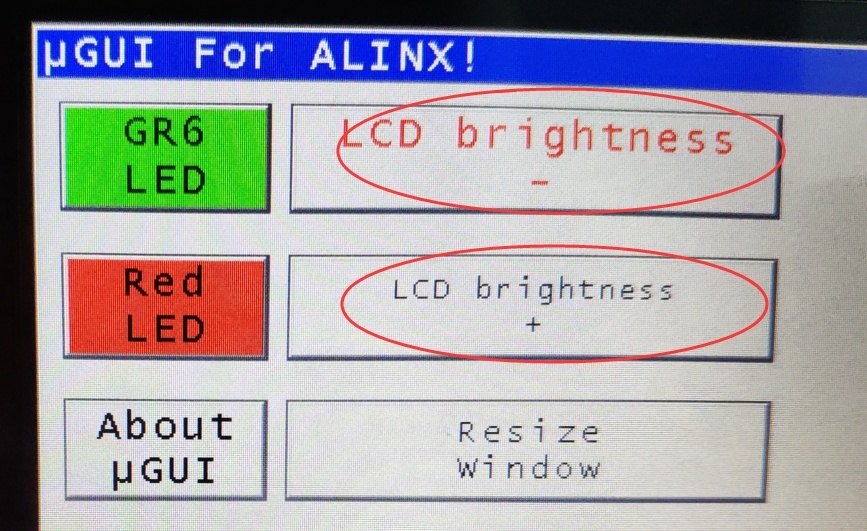 µGUI For ALINX!
GR6
LED
LCD brightness
–
Red
LED
LCD brightness
+
About
µGUI
Resize
Window